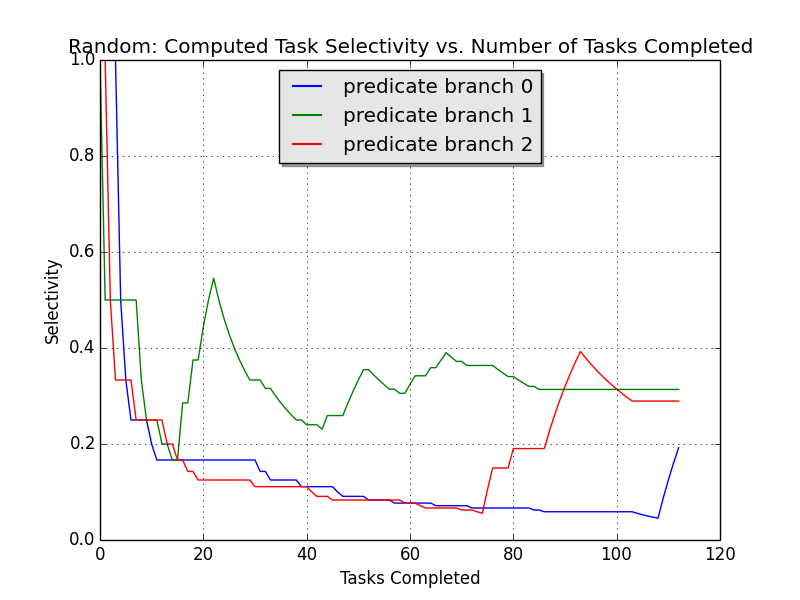 Random: Computed Task Selectivity vs. Number of Tasks Completed
1.0
predicate branch 0
predicate branch 1
predicate branch 2
0.8
0.6
Selectivity
0.4
0.2
0.0
0 20 40 60 80 100 120
Tasks Completed